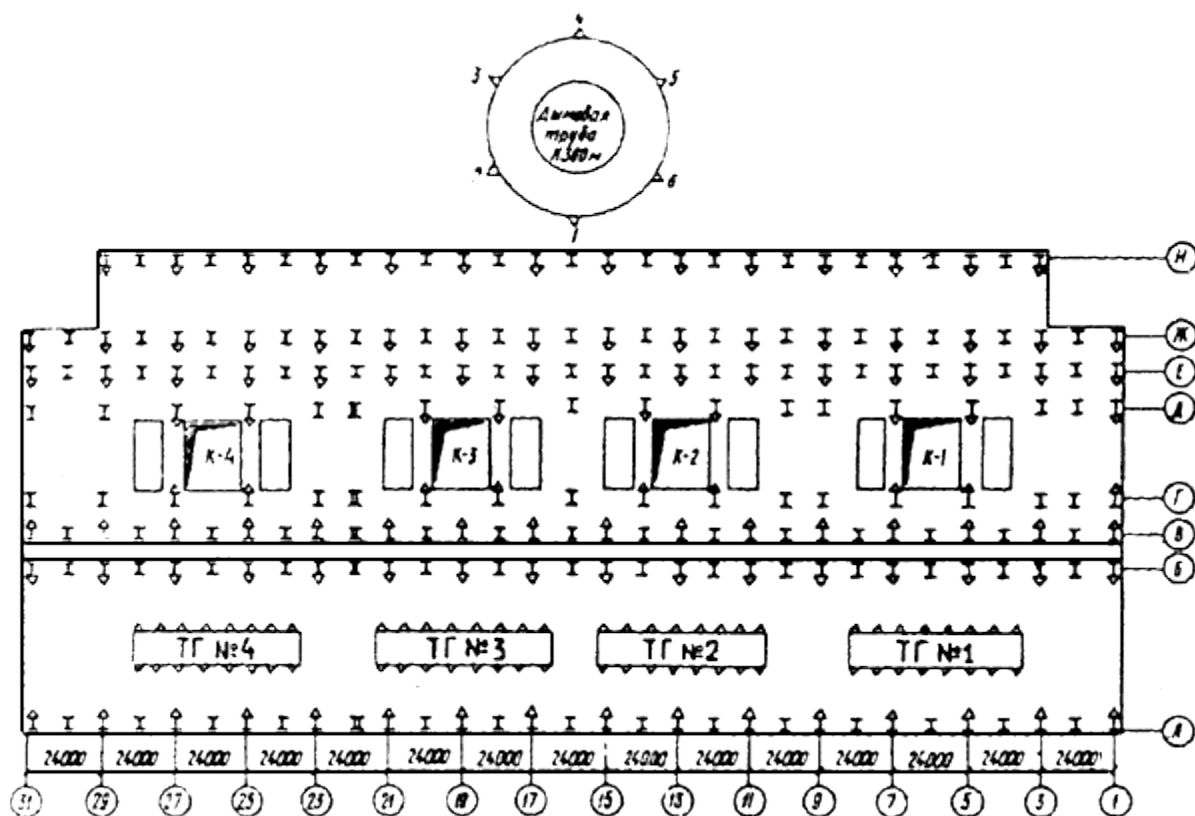 4
3
5
Дымовая
труба
6
1
Н
Ж
Е
Д
К-4
К-3
К-2
К-1
Г
В
Б
ТГ №4
ТГ №3
ТГ №2
ТГ №1
А
24000 24000 24000 24000 24000 24000 24000 24000 24000 24000 24000 24000 24000 24000 24000
31 29 27 25 23 21 19 17 15 13 11 9 7 5 3 1